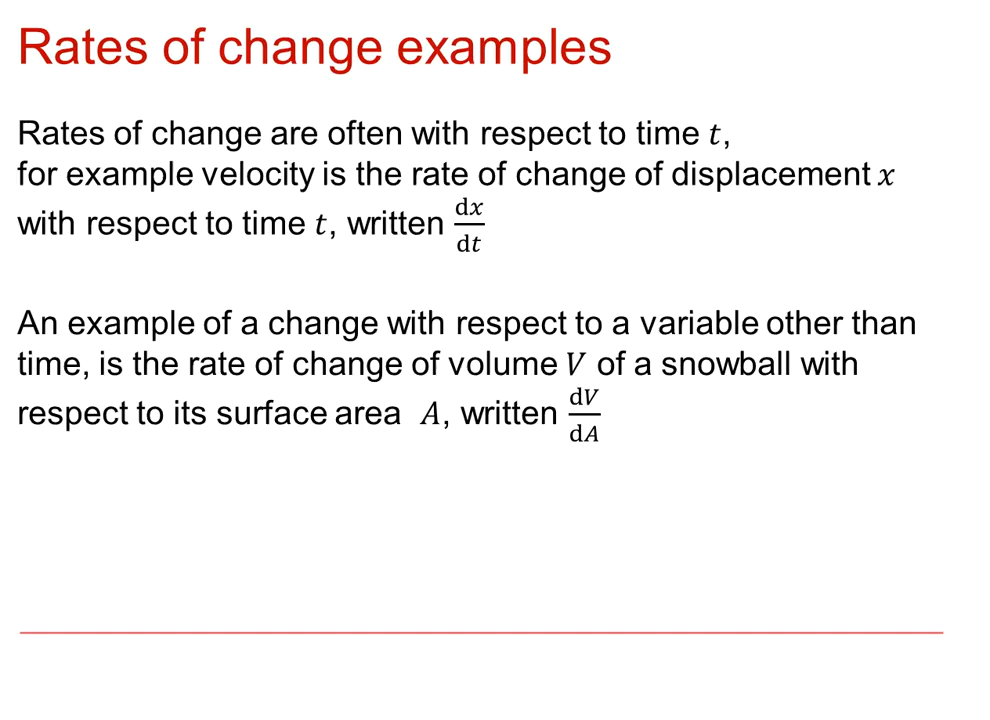 Rates of change examples
Rates of change are often with respect to time t,
for example velocity is the rate of change of displacement x
with respect to time t, written dx/dt
An example of a change with respect to a variable other than
time, is the rate of change of volume V of a snowball with
respect to its surface area A, written dV/dA